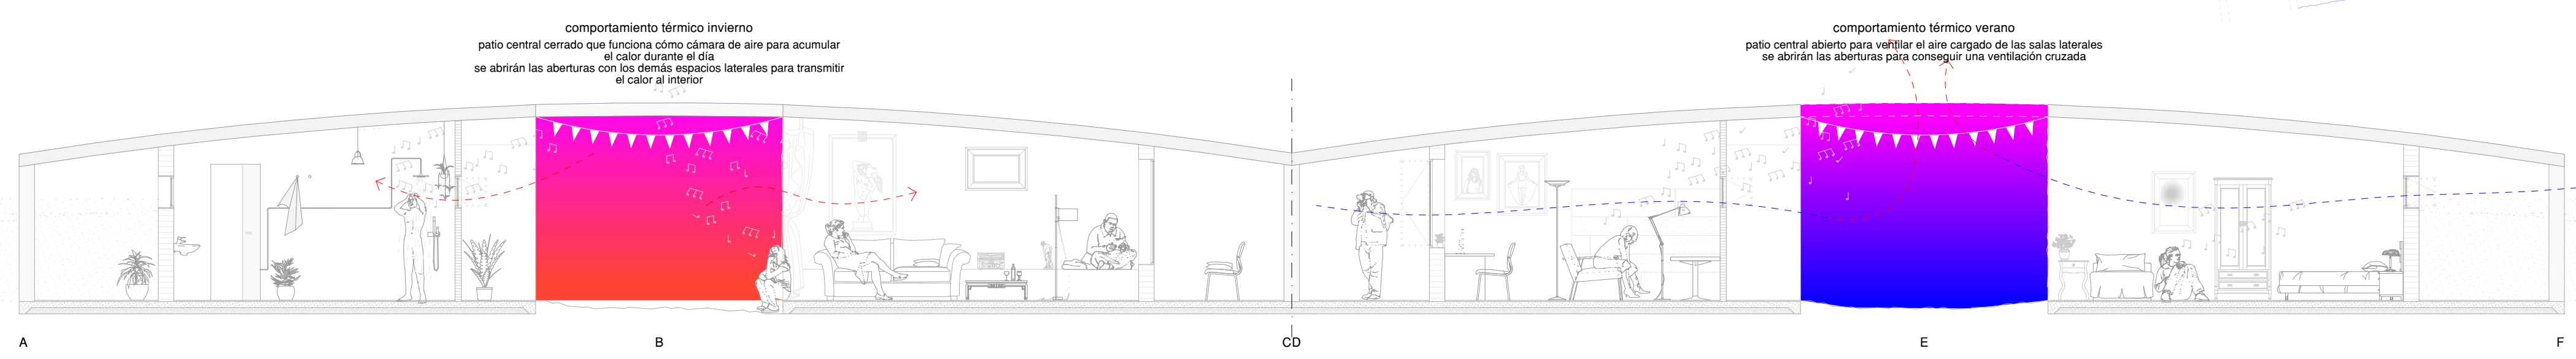 comportamiento térmico invierno
patio central cerrado que funciona cómo cámara de aire para acumular
el calor durante el día
se abrirán las aberturas con los demás espacios laterales para transmitir
el calor al interior
comportamiento térmico verano
patio central abierto para ventilar el aire cargado de las salas laterales
se abrirán las aberturas para conseguir una ventilación cruzada
A
B
CD
E
F